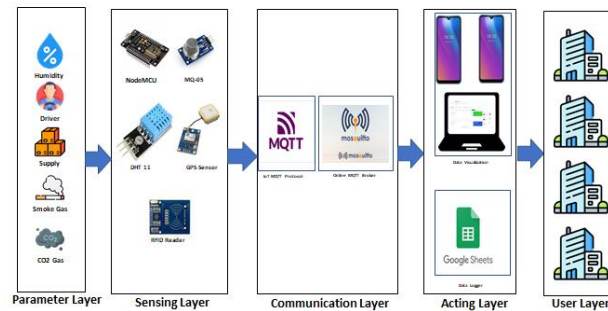 Humidity
Driver
Supply
Smoke Gas
CO2
CO2 Gas
Parameter Layer
NodeMCU
MQ-05
DHT 11
GPS Sensor
RFID Reader
Sensing Layer
MQTT
IoT MQTT Protocol
mosquitto
mosquitto
Online MQTT Broker
Communication Layer
Data Visualization
Google Sheets
Data Logger
Acting Layer
User Layer